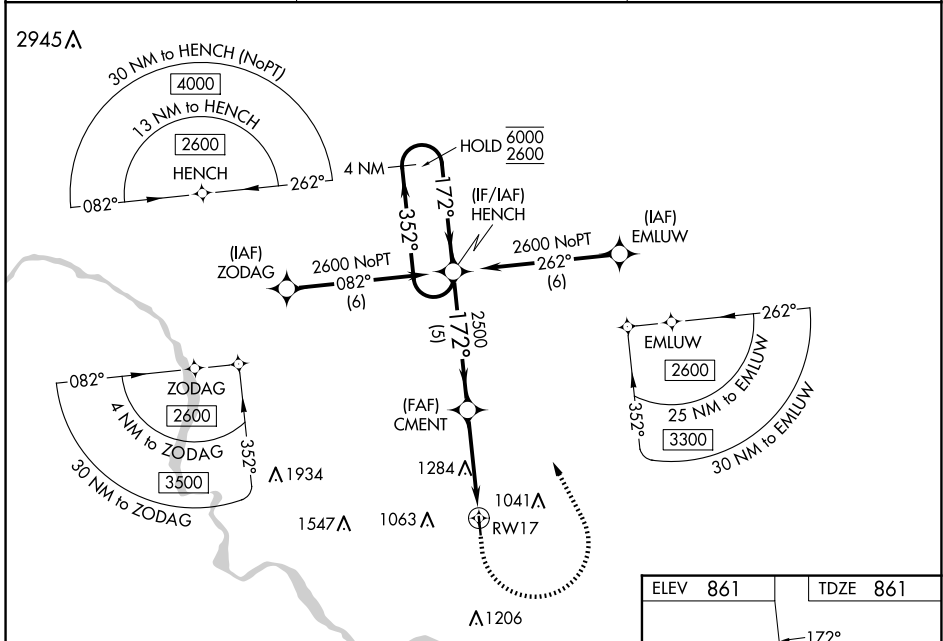 2945
30 NM to HENCH (NoPT)
4000
13 NM to HENCH
2600
HENCH
082°
262°
4 NM
HOLD 6000
2600
172°
352°
(IF/IAF)
HENCH
(IAF)
EMLUW
(IAF)
ZODAG
2600 NoPT
082°
(6)
2600 NoPT
262°
(6)
2500
172°
(5)
262°
EMLUW
2600
25 NM to EMLUW
3300
30 NM to EMLUW
352°
082°
ZODAG
2600
4 NM to ZODAG
3500
30 NM to ZODAG
352°
(FAF)
CMENT
1934
1284
1547
1063
1041
RW17
1206
ELEV 861
TDZE 861
172°